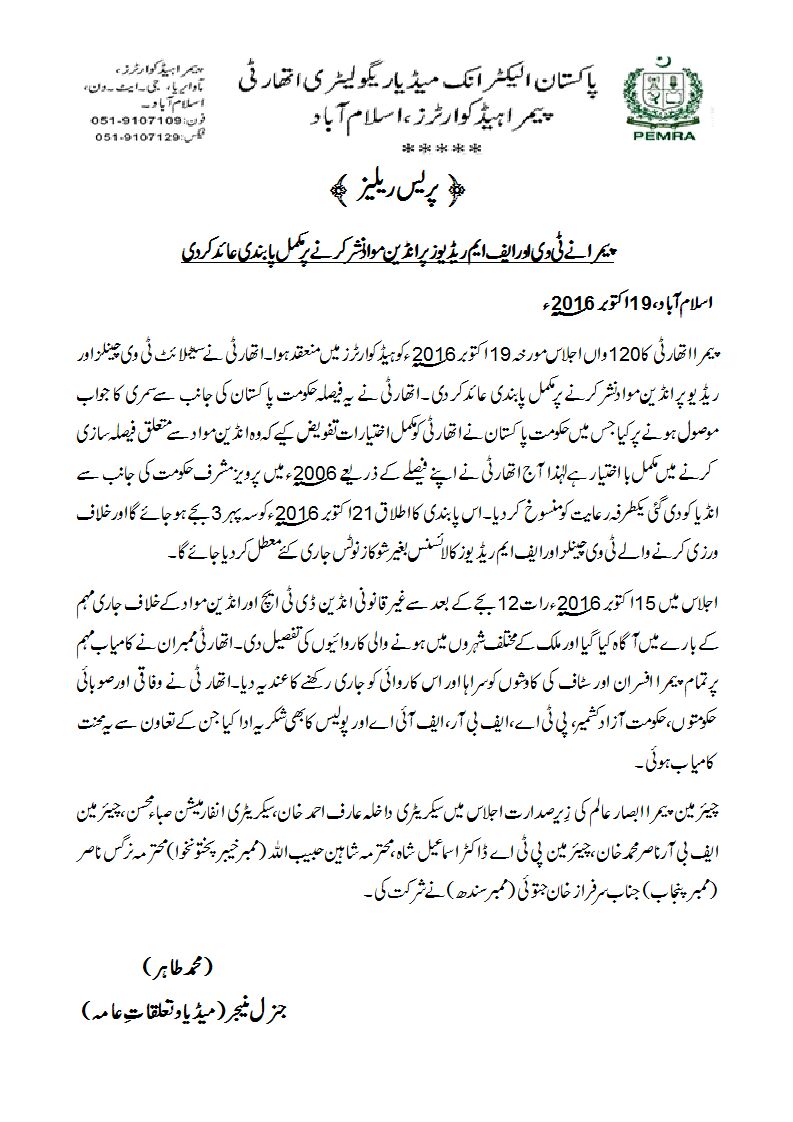 پاکستان الیکٹرانک میڈیا ریگولیٹری اتھارٹی
پیمرا ہیڈکوارٹرز، اسلام آباد
*****
PEMRA
پیمرا ہیڈکوارٹرز،
ماوایریا، جی۔ایٹ۔ون،
اسلام آباد۔
فون: 051-9107109
فیکس: 051-9107129
﴿ پریس ریلیز ﴾
پیمرا نے ٹی وی اور ایف ایم ریڈیوز پر انڈین مواد نشر کرنے پر مکمل پابندی عائد کر دی
اسلام آباد، 19 اکتوبر 2016ء
پیمرا اتھارٹی کا 120 واں اجلاس مورخہ 19 اکتوبر 2016ء کو ہیڈکوارٹرز میں منعقد ہوا۔ اتھارٹی نے سیٹلائٹ ٹی وی چینلز اور
ریڈیو پر انڈین مواد نشر کرنے پر مکمل پابندی عائد کر دی۔ اتھارٹی نے یہ فیصلہ حکومت پاکستان کی جانب سے سمری کا جواب
موصول ہونے پر کیا جس میں حکومت پاکستان نے اتھارٹی کو مکمل اختیارات تفویض کیے کہ وہ انڈین مواد سے متعلق فیصلہ سازی
کرنے میں مکمل با اختیار ہے لہٰذا آج اتھارٹی نے اپنے فیصلے کے ذریعے 2006ء میں پرویز مشرف حکومت کی جانب سے
انڈیا کو دی گئی یکطرفہ رعایت کو منسوخ کر دیا۔ اس پابندی کا اطلاق 21 اکتوبر 2016ء کو سہ پہر 3 بجے ہو جائے گا اور خلاف
ورزی کرنے والے ٹی وی چینلز اور ایف ایم ریڈیوز کا لائسنس بغیر شوکاز نوٹس جاری کئے معطل کر دیا جائے گا۔
اجلاس میں 15 اکتوبر 2016ء رات 12 بجے کے بعد سے غیر قانونی انڈین ڈی ٹی ایچ اور انڈین مواد کے خلاف جاری مہم
کے بارے میں آگاہ کیا گیا اور ملک کے مختلف شہروں میں ہونے والی کاروائیوں کی تفصیل دی۔ اتھارٹی ممبران نے کامیاب مہم
پر تمام پیمرا افسران اور سٹاف کی کاوشوں کو سراہا اور اس کاروائی کو جاری رکھنے کا عندیہ دیا۔ اتھارٹی نے وفاقی اور صوبائی
حکومتوں، حکومت آزاد کشمیر، پی ٹی اے، ایف بی آر، ایف آئی اے اور پولیس کا بھی شکریہ ادا کیا جن کے تعاون سے یہ محنت
کامیاب ہوئی۔
چیئرمین پیمرا ابصار عالم کی زیرِ صدارت اجلاس میں سیکریٹری داخلہ عارف احمد خان، سیکریٹری انفارمیشن صباء محسن، چیئرمین
ایف بی آر ناصر محمد خان، چیئرمین پی ٹی اے ڈاکٹر اسماعیل شاہ، محترمہ شاہین حبیب اللہ (ممبر خیبر پختونخوا) محترمہ نرگس ناصر
(ممبر پنجاب) جناب سرفراز خان جتوئی (ممبر سندھ) نے شرکت کی۔
(محمد طاہر)
جنرل منیجر (میڈیا و تعلقاتِ عامہ)